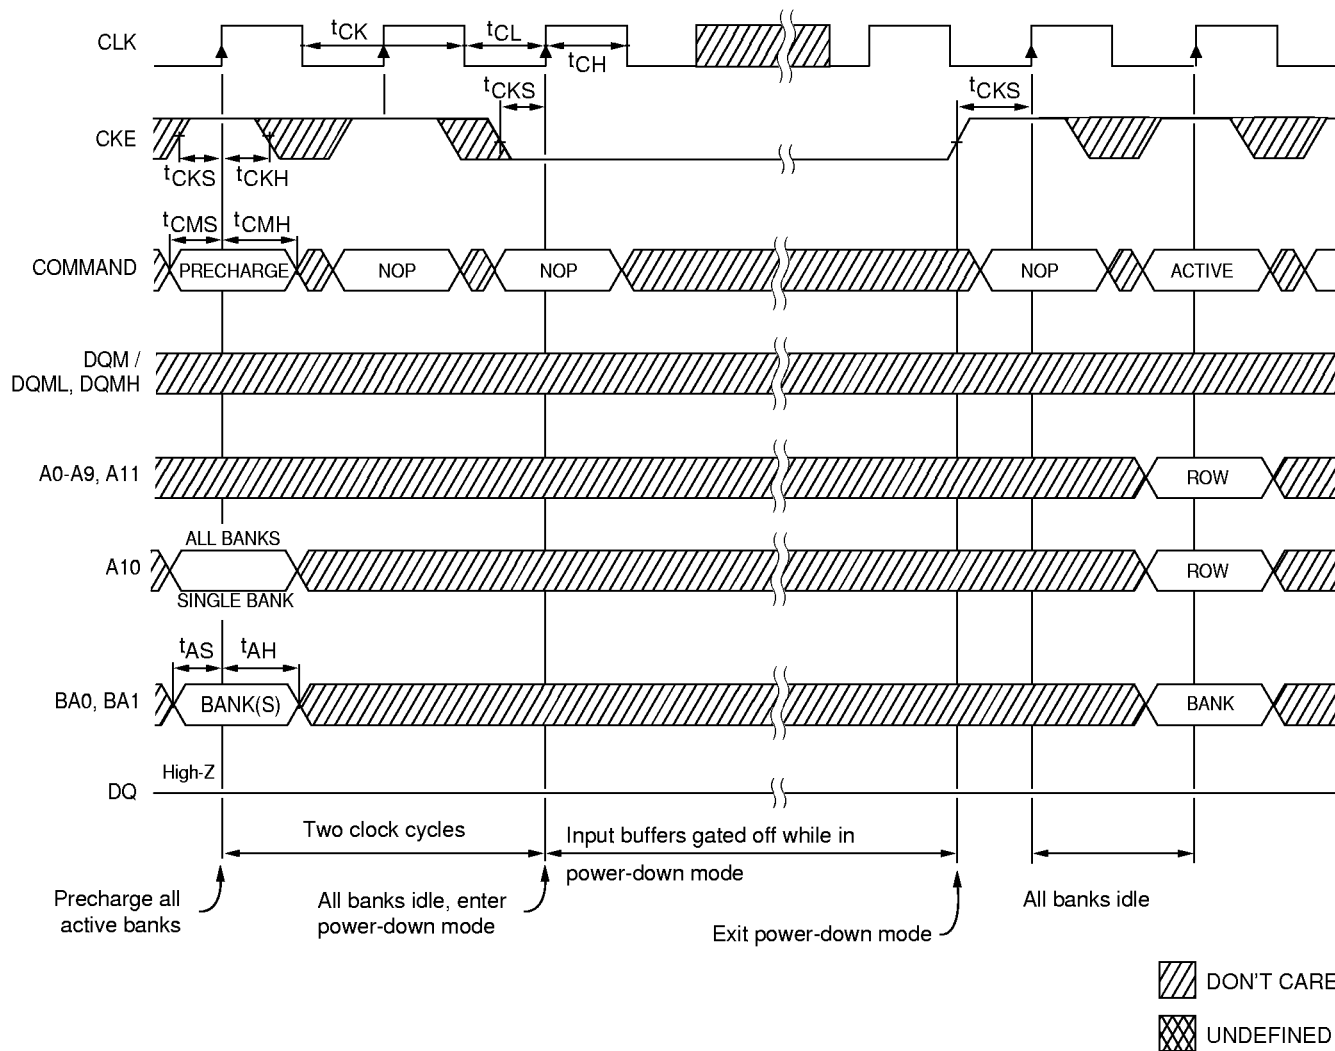 CLK
tCK
tCL
tCH
tCKS
tCKS
CKE
tCKS
tCKH
tCMS
tCMH
COMMAND
PRECHARGE
NOP
NOP
NOP
ACTIVE
DQM /
DQML, DQMH
A0-A9, A11
ROW
ALL BANKS
A10
ROW
SINGLE BANK
tAS
tAH
BA0, BA1
BANK(S)
BANK
High-Z
DQ
Two clock cycles
Input buffers gated off while in
power-down mode
Precharge all
active banks
All banks idle, enter
power-down mode
Exit power-down mode
All banks idle
DON'T CARE
UNDEFINED